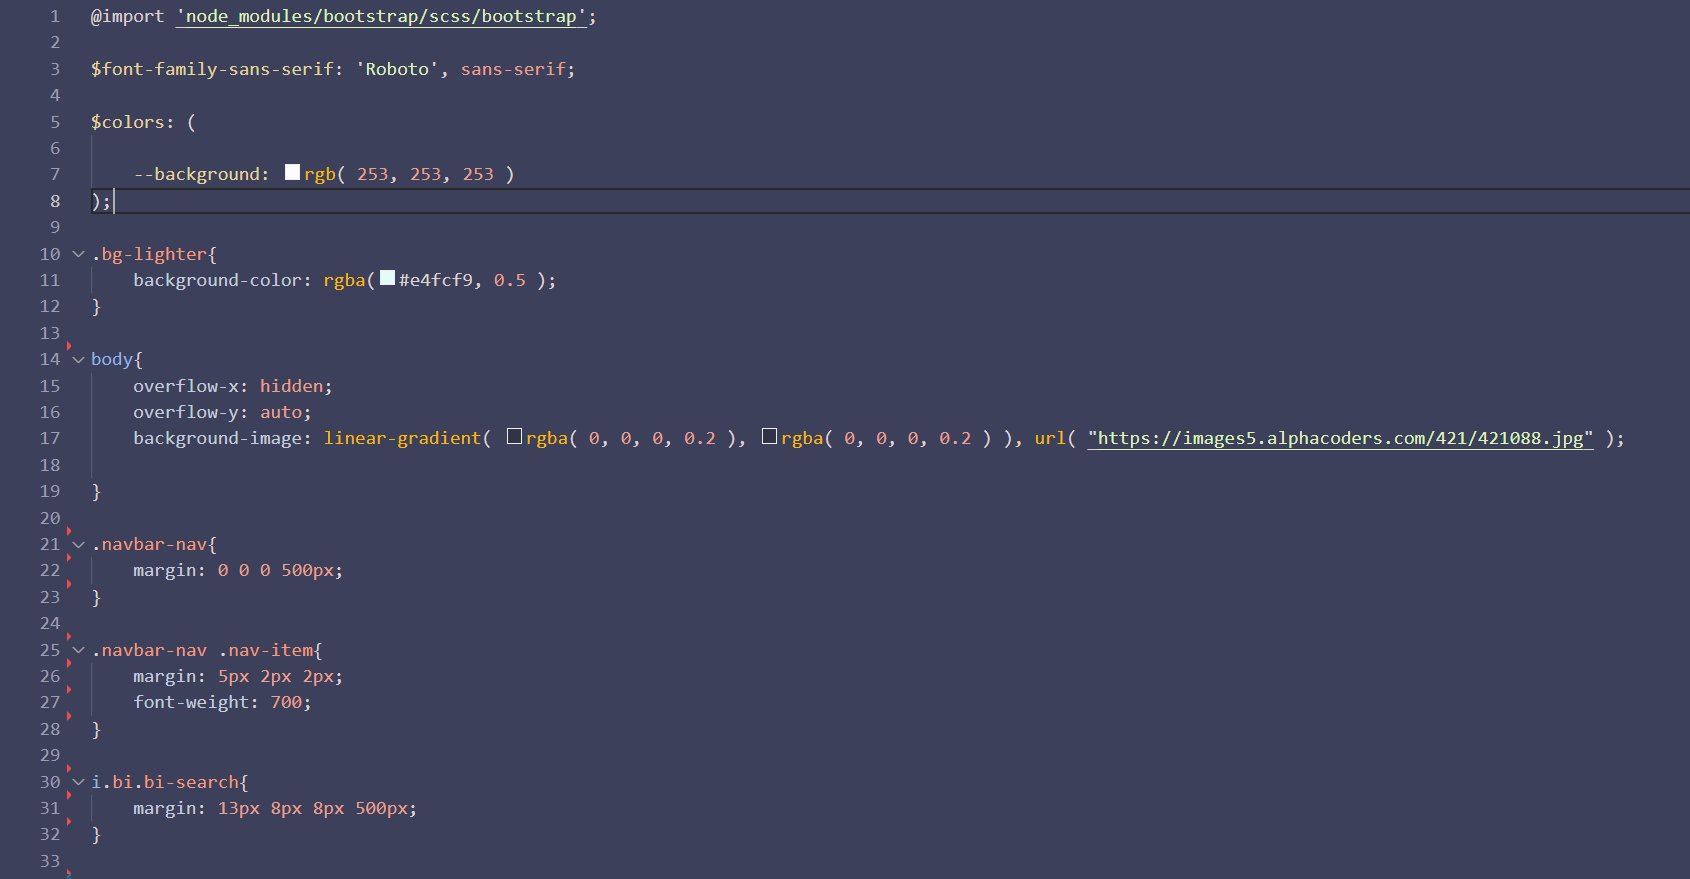 1 @import 'node_modules/bootstrap/scss/bootstrap';
2
3 $font-family-sans-serif: 'Roboto', sans-serif;
4
5 $colors: (
6
7     --background: rgb( 253, 253, 253 )
8 );
9
10 .bg-lighter{
11     background-color: rgba(#e4fcf9, 0.5 );
12 }
13
14 body{
15     overflow-x: hidden;
16     overflow-y: auto;
17     background-image: linear-gradient( rgba( 0, 0, 0, 0.2 ), rgba( 0, 0, 0, 0.2 ) ), url( "https://images5.alphacoders.com/421/421088.jpg" );
18
19 }
20
21 .navbar-nav{
22     margin: 0 0 0 500px;
23 }
24
25 .navbar-nav .nav-item{
26     margin: 5px 2px 2px;
27     font-weight: 700;
28 }
29
30 i.bi.bi-search{
31     margin: 13px 8px 8px 500px;
32 }
33